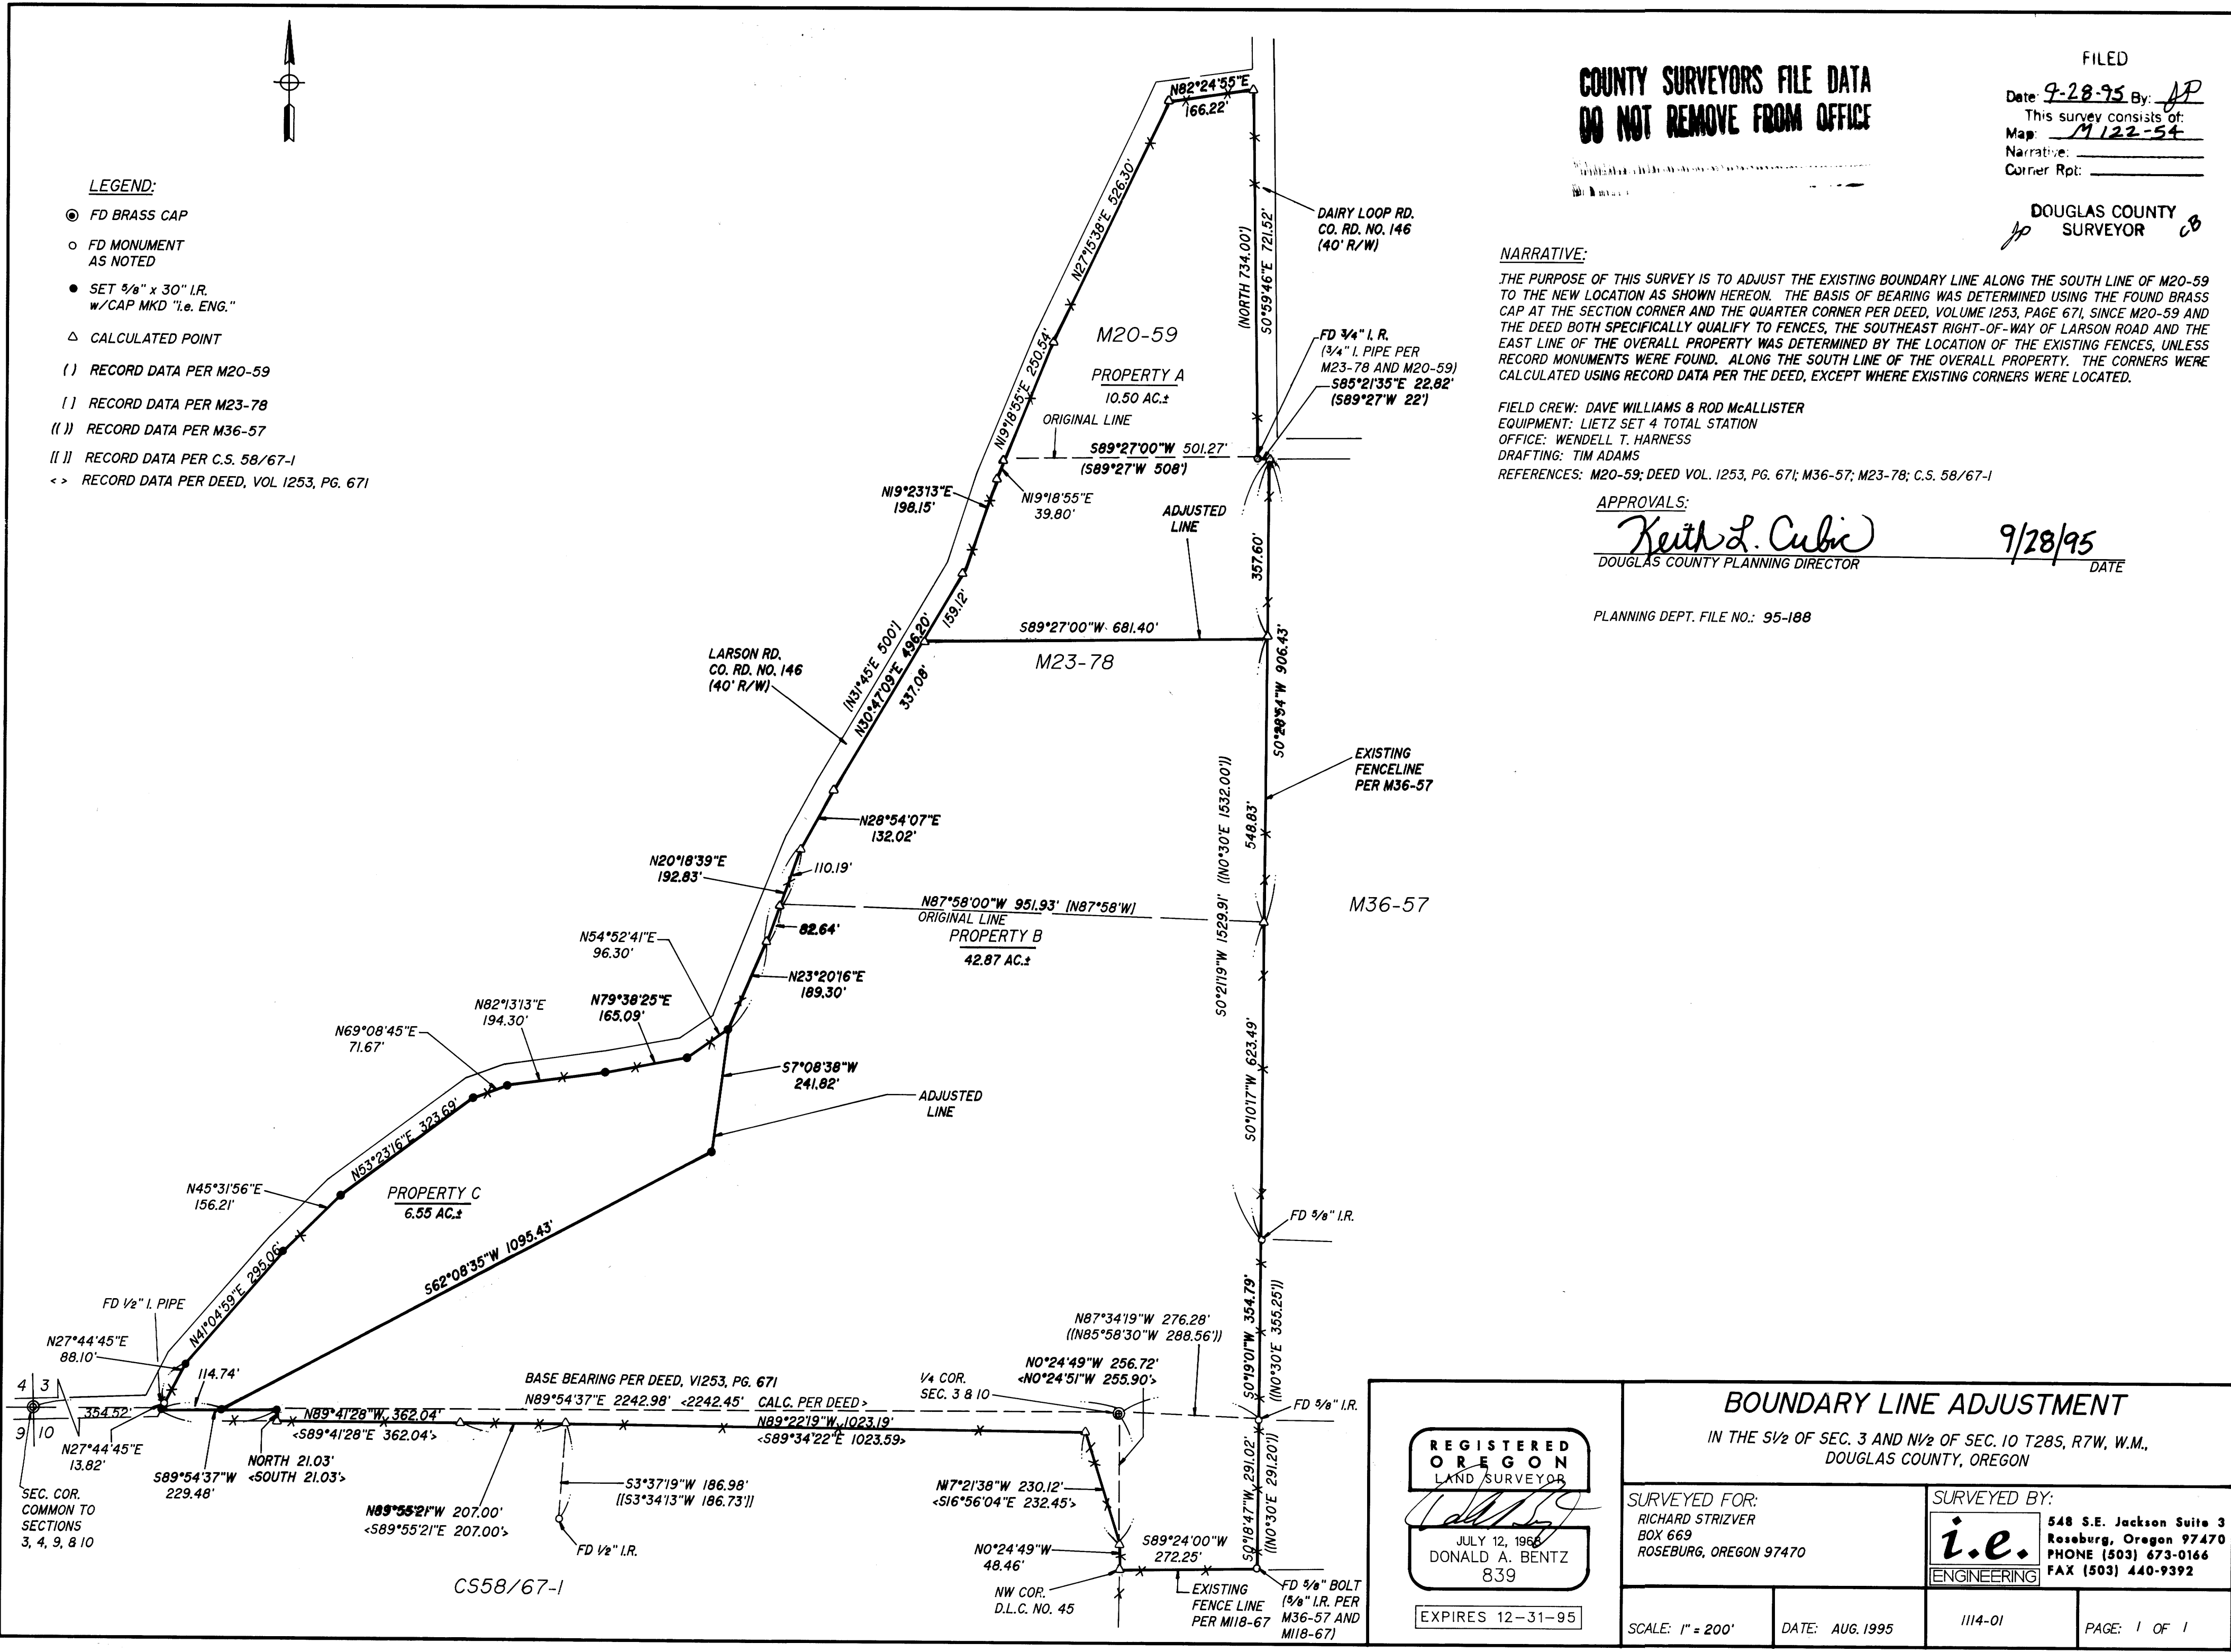 COUNTY SURVEYORS FILE DATA
DO NOT REMOVE FROM OFFICE
FILED
Date: 9-28-95 By: JP
This survey consists of:
Map: M122-54
Narrative:
Corner Rpt:
DOUGLAS COUNTY
SURVEYOR
LEGEND:
FD BRASS CAP
FD MONUMENT
AS NOTED
SET 5/8" x 30" I.R.
w/CAP MKD "i.e. ENG."
CALCULATED POINT
( ) RECORD DATA PER M20-59
[ ] RECORD DATA PER M23-78
(( )) RECORD DATA PER M36-57
[[ ]] RECORD DATA PER C.S. 58/67-1
< > RECORD DATA PER DEED, VOL 1253, PG. 671
NARRATIVE:
THE PURPOSE OF THIS SURVEY IS TO ADJUST THE EXISTING BOUNDARY LINE ALONG THE SOUTH LINE OF M20-59
TO THE NEW LOCATION AS SHOWN HEREON. THE BASIS OF BEARING WAS DETERMINED USING THE FOUND BRASS
CAP AT THE SECTION CORNER AND THE QUARTER CORNER PER DEED, VOLUME 1253, PAGE 671, SINCE M20-59 AND
THE DEED BOTH SPECIFICALLY QUALIFY TO FENCES, THE SOUTHEAST RIGHT-OF-WAY OF LARSON ROAD AND THE
EAST LINE OF THE OVERALL PROPERTY WAS DETERMINED BY THE LOCATION OF THE EXISTING FENCES, UNLESS
RECORD MONUMENTS WERE FOUND. ALONG THE SOUTH LINE OF THE OVERALL PROPERTY. THE CORNERS WERE
CALCULATED USING RECORD DATA PER THE DEED, EXCEPT WHERE EXISTING CORNERS WERE LOCATED.
FIELD CREW: DAVE WILLIAMS & ROD McALLISTER
EQUIPMENT: LIETZ SET 4 TOTAL STATION
OFFICE: WENDELL T. HARNESS
DRAFTING: TIM ADAMS
REFERENCES: M20-59; DEED VOL. 1253, PG. 671; M36-57; M23-78; C.S. 58/67-1
APPROVALS:
Keith L. Cubic 9/28/95
DOUGLAS COUNTY PLANNING DIRECTOR DATE
PLANNING DEPT. FILE NO.: 95-188
N82°24'55"E
166.22'
N27°15'38"E 526.30'
DAIRY LOOP RD.
CO. RD. NO. 146
(40' R/W)
(NORTH 734.00')
S0°59'46"E 721.52'
M20-59
PROPERTY A
10.50 AC.±
N19°18'55"E 250.54'
FD 3/4" I. R.
(3/4" I. PIPE PER
M23-78 AND M20-59)
S85°21'35"E 22.82'
(S89°27'W 22')
ORIGINAL LINE
S89°27'00"W 501.27'
(S89°27'W 508')
N19°23'13"E
198.15'
N19°18'55"E
39.80'
ADJUSTED
LINE
357.60'
159.12'
S89°27'00"W 681.40'
M23-78
LARSON RD.
CO. RD. NO. 146
(40' R/W)
[N31°45'E 500']
N30°47'09"E 496.20'
337.08'
S0°28'54"W 906.43'
EXISTING
FENCELINE
PER M36-57
548.83'
S0°21'19"W 1529.91' ((N0°30'E 1532.00'))
N28°54'07"E
132.02'
N20°18'39"E
192.83'
110.19'
N87°58'00"W 951.93' [N87°58'W]
ORIGINAL LINE
M36-57
82.64'
PROPERTY B
42.87 AC.±
N54°52'41"E
96.30'
N23°20'16"E
189.30'
N82°13'13"E
194.30'
N79°38'25"E
165.09'
N69°08'45"E
71.67'
S7°08'38"W
241.82'
S0°10'17"W 623.49'
ADJUSTED
LINE
N53°23'16"E 323.69'
N45°31'56"E
156.21'
PROPERTY C
6.55 AC.±
S62°08'35"W 1095.43'
FD 5/8" I.R.
N41°04'59"E 295.06'
FD 1/2" I. PIPE
N27°44'45"E
88.10'
114.74'
N87°34'19"W 276.28'
((N85°58'30"W 288.56'))
S0°19'01"W 354.79'
((N0°30'E 355.25'))
BASE BEARING PER DEED, V1253, PG. 671
N89°54'37"E 2242.98' <2242.45' CALC. PER DEED>
1/4 COR.
SEC. 3 & 10
N0°24'49"W 256.72'
<N0°24'51"W 255.90'>
4 3
9 10
354.52'
N89°41'28"W 362.04'
<S89°41'28"E 362.04'>
N89°22'19"W 1023.19'
<S89°34'22"E 1023.59>
FD 5/8" I.R.
N27°44'45"E
13.82'
NORTH 21.03'
<SOUTH 21.03'>
S89°54'37"W
229.48'
SEC. COR.
COMMON TO
SECTIONS
3, 4, 9, & 10
N89°55'21"W 207.00'
<S89°55'21"E 207.00'>
S3°37'19"W 186.98'
[[S3°34'13"W 186.73']]
FD 1/2" I.R.
N17°21'38"W 230.12'
<S16°56'04"E 232.45'>
S0°18'47"W 291.02'
((N0°30'E 291.20'))
N0°24'49"W
48.46'
S89°24'00"W
272.25'
NW COR.
D.L.C. NO. 45
EXISTING
FENCE LINE
PER M118-67
FD 5/8" BOLT
(5/8" I.R. PER
M36-57 AND
M118-67)
CS58/67-1
REGISTERED
OREGON
LAND SURVEYOR
JULY 12, 1968
DONALD A. BENTZ
839
EXPIRES 12-31-95
BOUNDARY LINE ADJUSTMENT
IN THE S1/2 OF SEC. 3 AND N1/2 OF SEC. 10 T28S, R7W, W.M.,
DOUGLAS COUNTY, OREGON
SURVEYED FOR:
RICHARD STRIZVER
BOX 669
ROSEBURG, OREGON 97470
SURVEYED BY:
i.e.
ENGINEERING
548 S.E. Jackson Suite 3
Roseburg, Oregon 97470
PHONE (503) 673-0166
FAX (503) 440-9392
SCALE: 1" = 200'
DATE: AUG. 1995
1114-01
PAGE: 1 OF 1